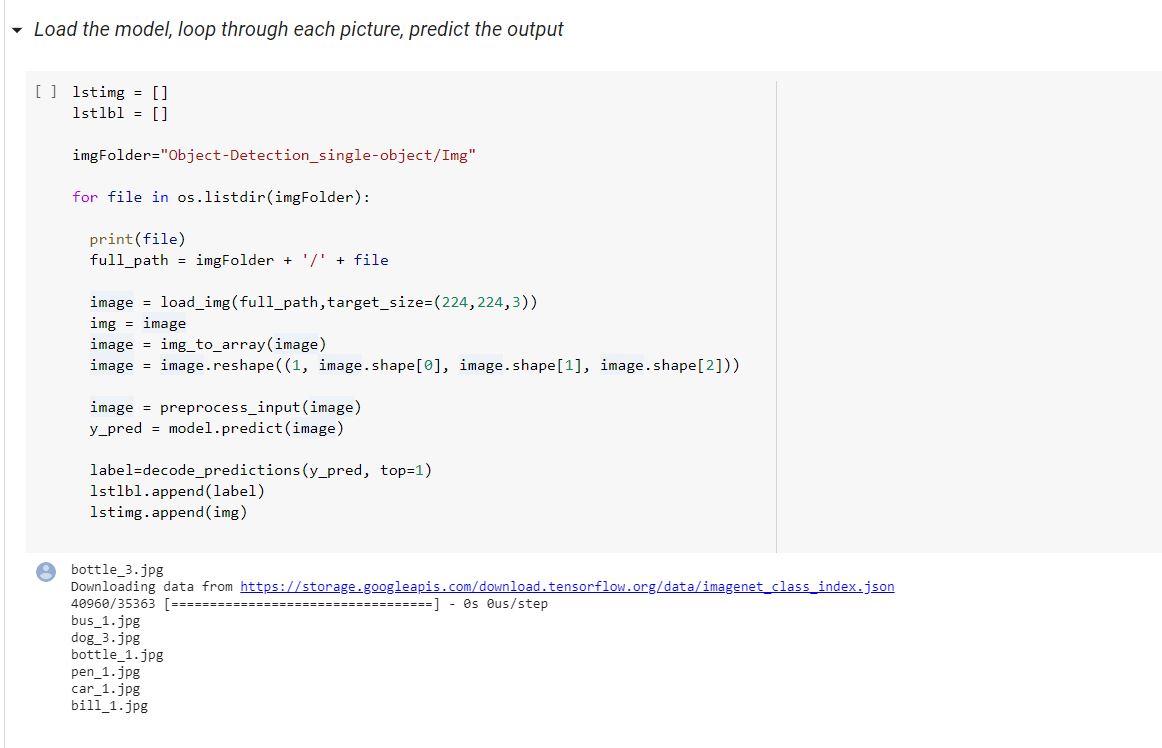 Load the model, loop through each picture, predict the output
[ ] lstimg = []
lstlbl = []
imgFolder="Object-Detection_single-object/Img"
for file in os.listdir(imgFolder):
print(file)
full_path = imgFolder + '/' + file
image = load_img(full_path,target_size=(224,224,3))
img = image
image = img_to_array(image)
image = image.reshape((1, image.shape[0], image.shape[1], image.shape[2]))
image = preprocess_input(image)
y_pred = model.predict(image)
label=decode_predictions(y_pred, top=1)
lstlbl.append(label)
lstimg.append(img)
bottle_3.jpg
Downloading data from https://storage.googleapis.com/download.tensorflow.org/data/imagenet_class_index.json
40960/35363 [==================================] - 0s 0us/step
bus_1.jpg
dog_3.jpg
bottle_1.jpg
pen_1.jpg
car_1.jpg
bill_1.jpg